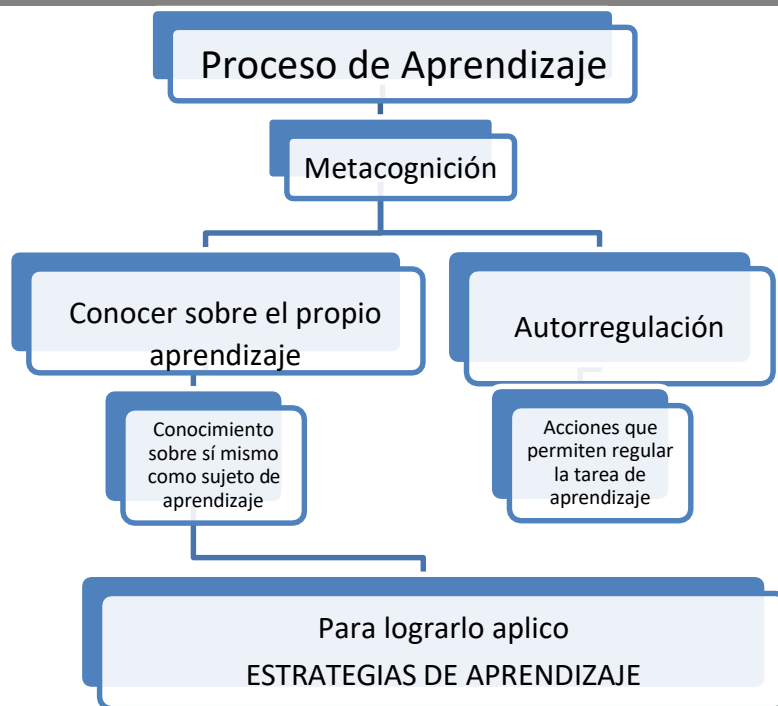 Proceso de Aprendizaje
Metacognición
Conocer sobre el propio
aprendizaje
Autorregulación
Conocimiento
sobre sí mismo
como sujeto de
aprendizaje
Acciones que
permiten regular
la tarea de
aprendizaje
Para lograrlo aplico
ESTRATEGIAS DE APRENDIZAJE